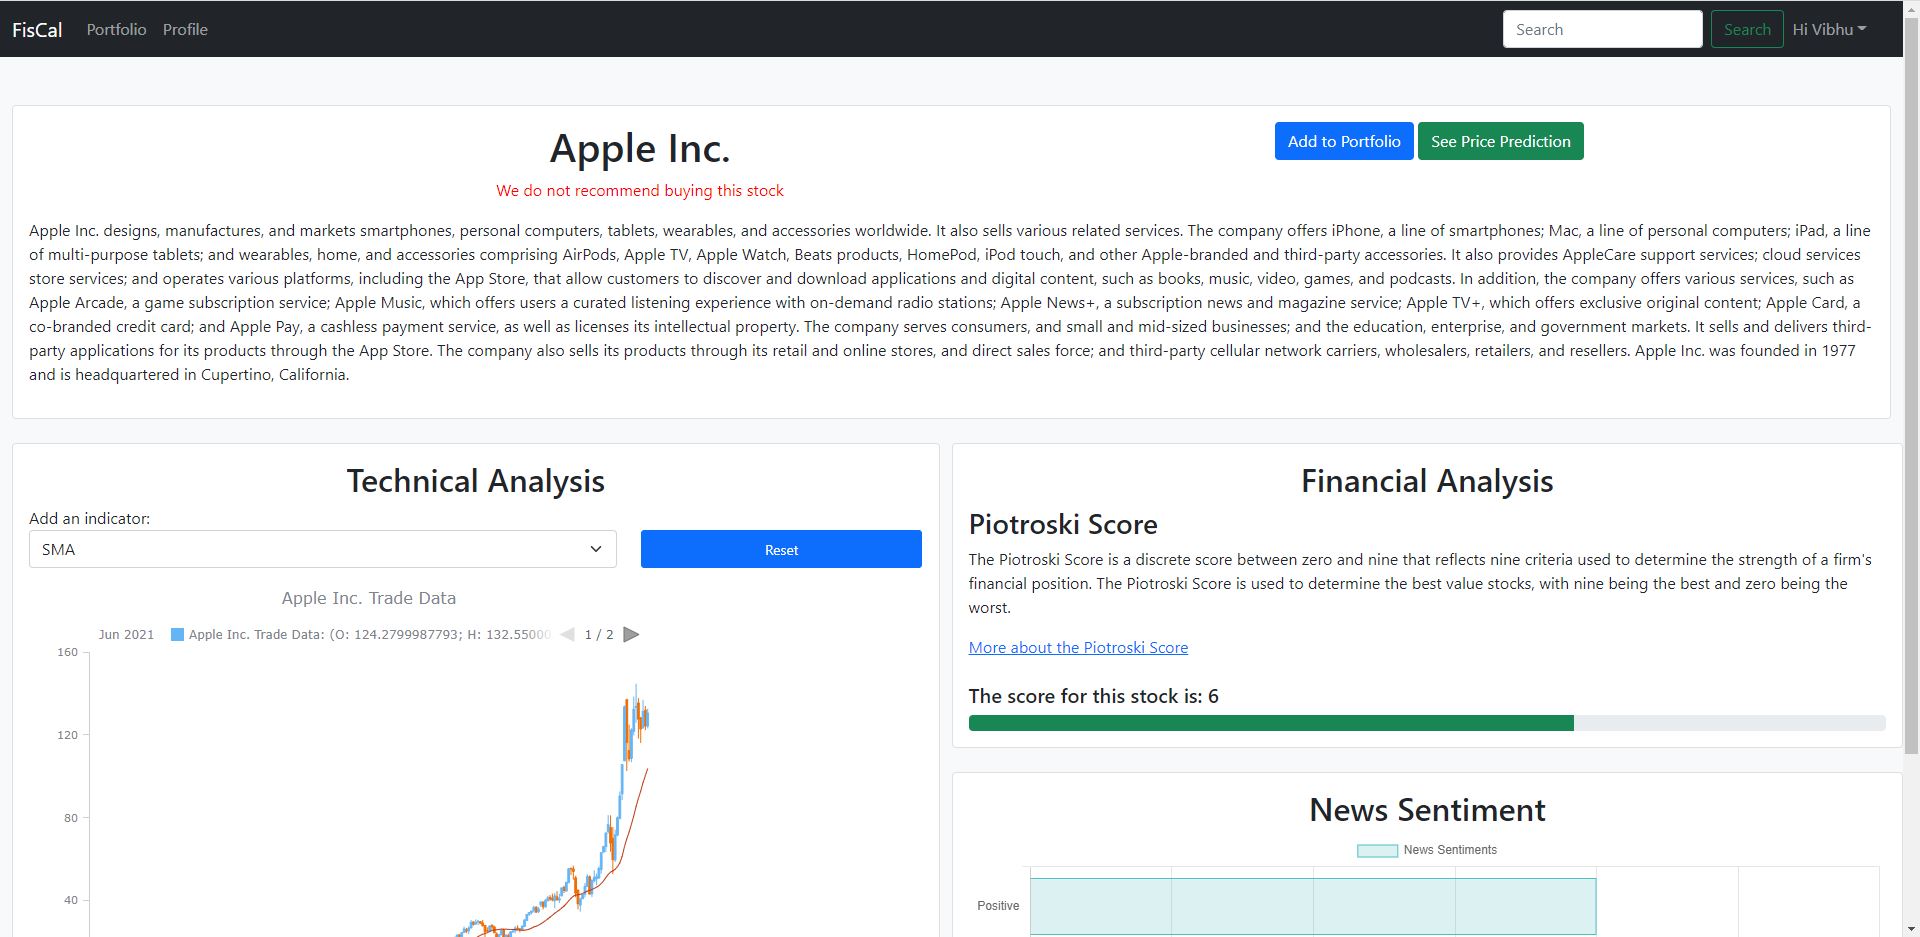 FisCal Portfolio Profile Search Search Hi Vibhu
Apple Inc.
Add to Portfolio See Price Prediction
We do not recommend buying this stock
Apple Inc. designs, manufactures, and markets smartphones, personal computers, tablets, wearables, and accessories worldwide. It also sells various related services. The company offers iPhone, a line of smartphones; Mac, a line of personal computers; iPad, a line
of multi-purpose tablets; and wearables, home, and accessories comprising AirPods, Apple TV, Apple Watch, Beats products, HomePod, iPod touch, and other Apple-branded and third-party accessories. It also provides AppleCare support services; cloud services
store services; and operates various platforms, including the App Store, that allow customers to discover and download applications and digital content, such as books, music, video, games, and podcasts. In addition, the company offers various services, such as
Apple Arcade, a game subscription service; Apple Music, which offers users a curated listening experience with on-demand radio stations; Apple News+, a subscription news and magazine service; Apple TV+, which offers exclusive original content; Apple Card, a
co-branded credit card; and Apple Pay, a cashless payment service, as well as licenses its intellectual property. The company serves consumers, and small and mid-sized businesses; and the education, enterprise, and government markets. It sells and delivers third-
party applications for its products through the App Store. The company also sells its products through its retail and online stores, and direct sales force; and third-party cellular network carriers, wholesalers, retailers, and resellers. Apple Inc. was founded in 1977
and is headquartered in Cupertino, California.
Technical Analysis
Add an indicator:
SMA
Reset
Apple Inc. Trade Data
Jun 2021 Apple Inc. Trade Data: (O: 124.2799987793; H: 132.55000 1 / 2
160
120
80
40
Financial Analysis
Piotroski Score
The Piotroski Score is a discrete score between zero and nine that reflects nine criteria used to determine the strength of a firm's
financial position. The Piotroski Score is used to determine the best value stocks, with nine being the best and zero being the
worst.
More about the Piotroski Score
The score for this stock is: 6
News Sentiment
News Sentiments
Positive